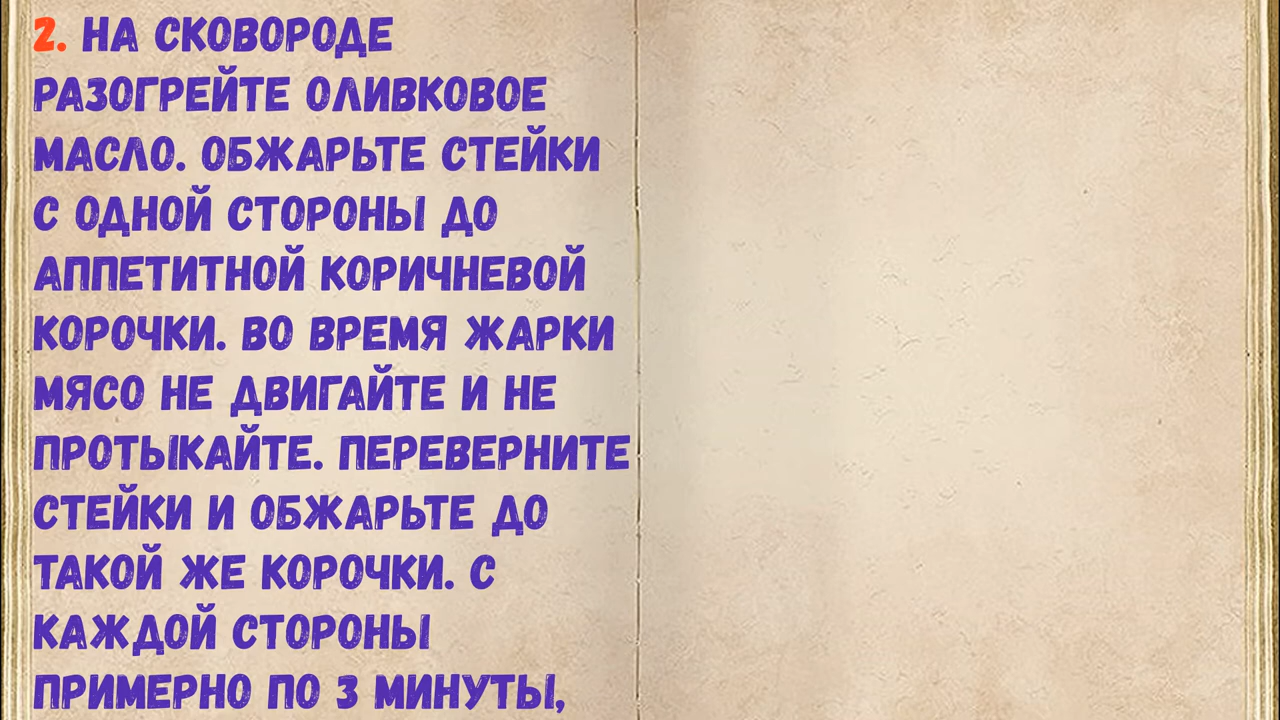 2. НА СКОВОРОДЕ
РАЗОГРЕЙТЕ ОЛИВКОВОЕ
МАСЛО. ОБЖАРЬТЕ СТЕЙКИ
С ОДНОЙ СТОРОНЫ ДО
АППЕТИТНОЙ КОРИЧНЕВОЙ
КОРОЧКИ. ВО ВРЕМЯ ЖАРКИ
МЯСО НЕ ДВИГАЙТЕ И НЕ
ПРОТЫКАЙТЕ. ПЕРЕВЕРНИТЕ
СТЕЙКИ И ОБЖАРЬТЕ ДО
ТАКОЙ ЖЕ КОРОЧКИ. С
КАЖДОЙ СТОРОНЫ
ПРИМЕРНО ПО 3 МИНУТЫ,